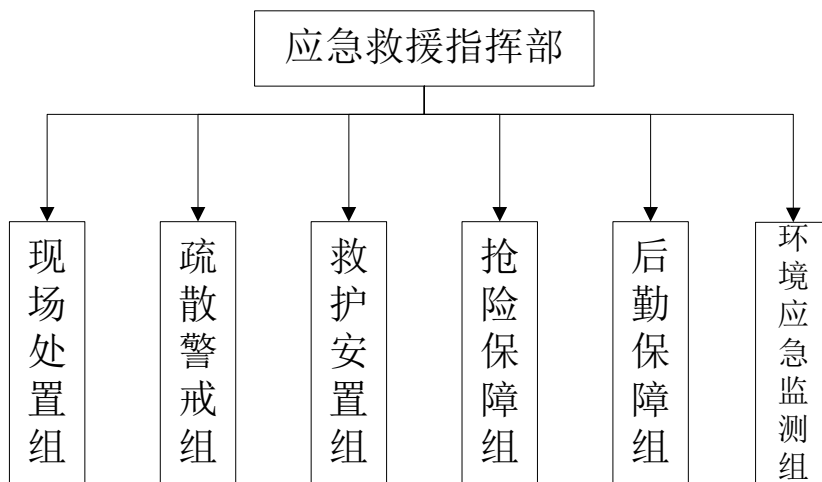 应急救援指挥部
现场处置组
疏散警戒组
救护安置组
抢险保障组
后勤保障组
环境应急监测组